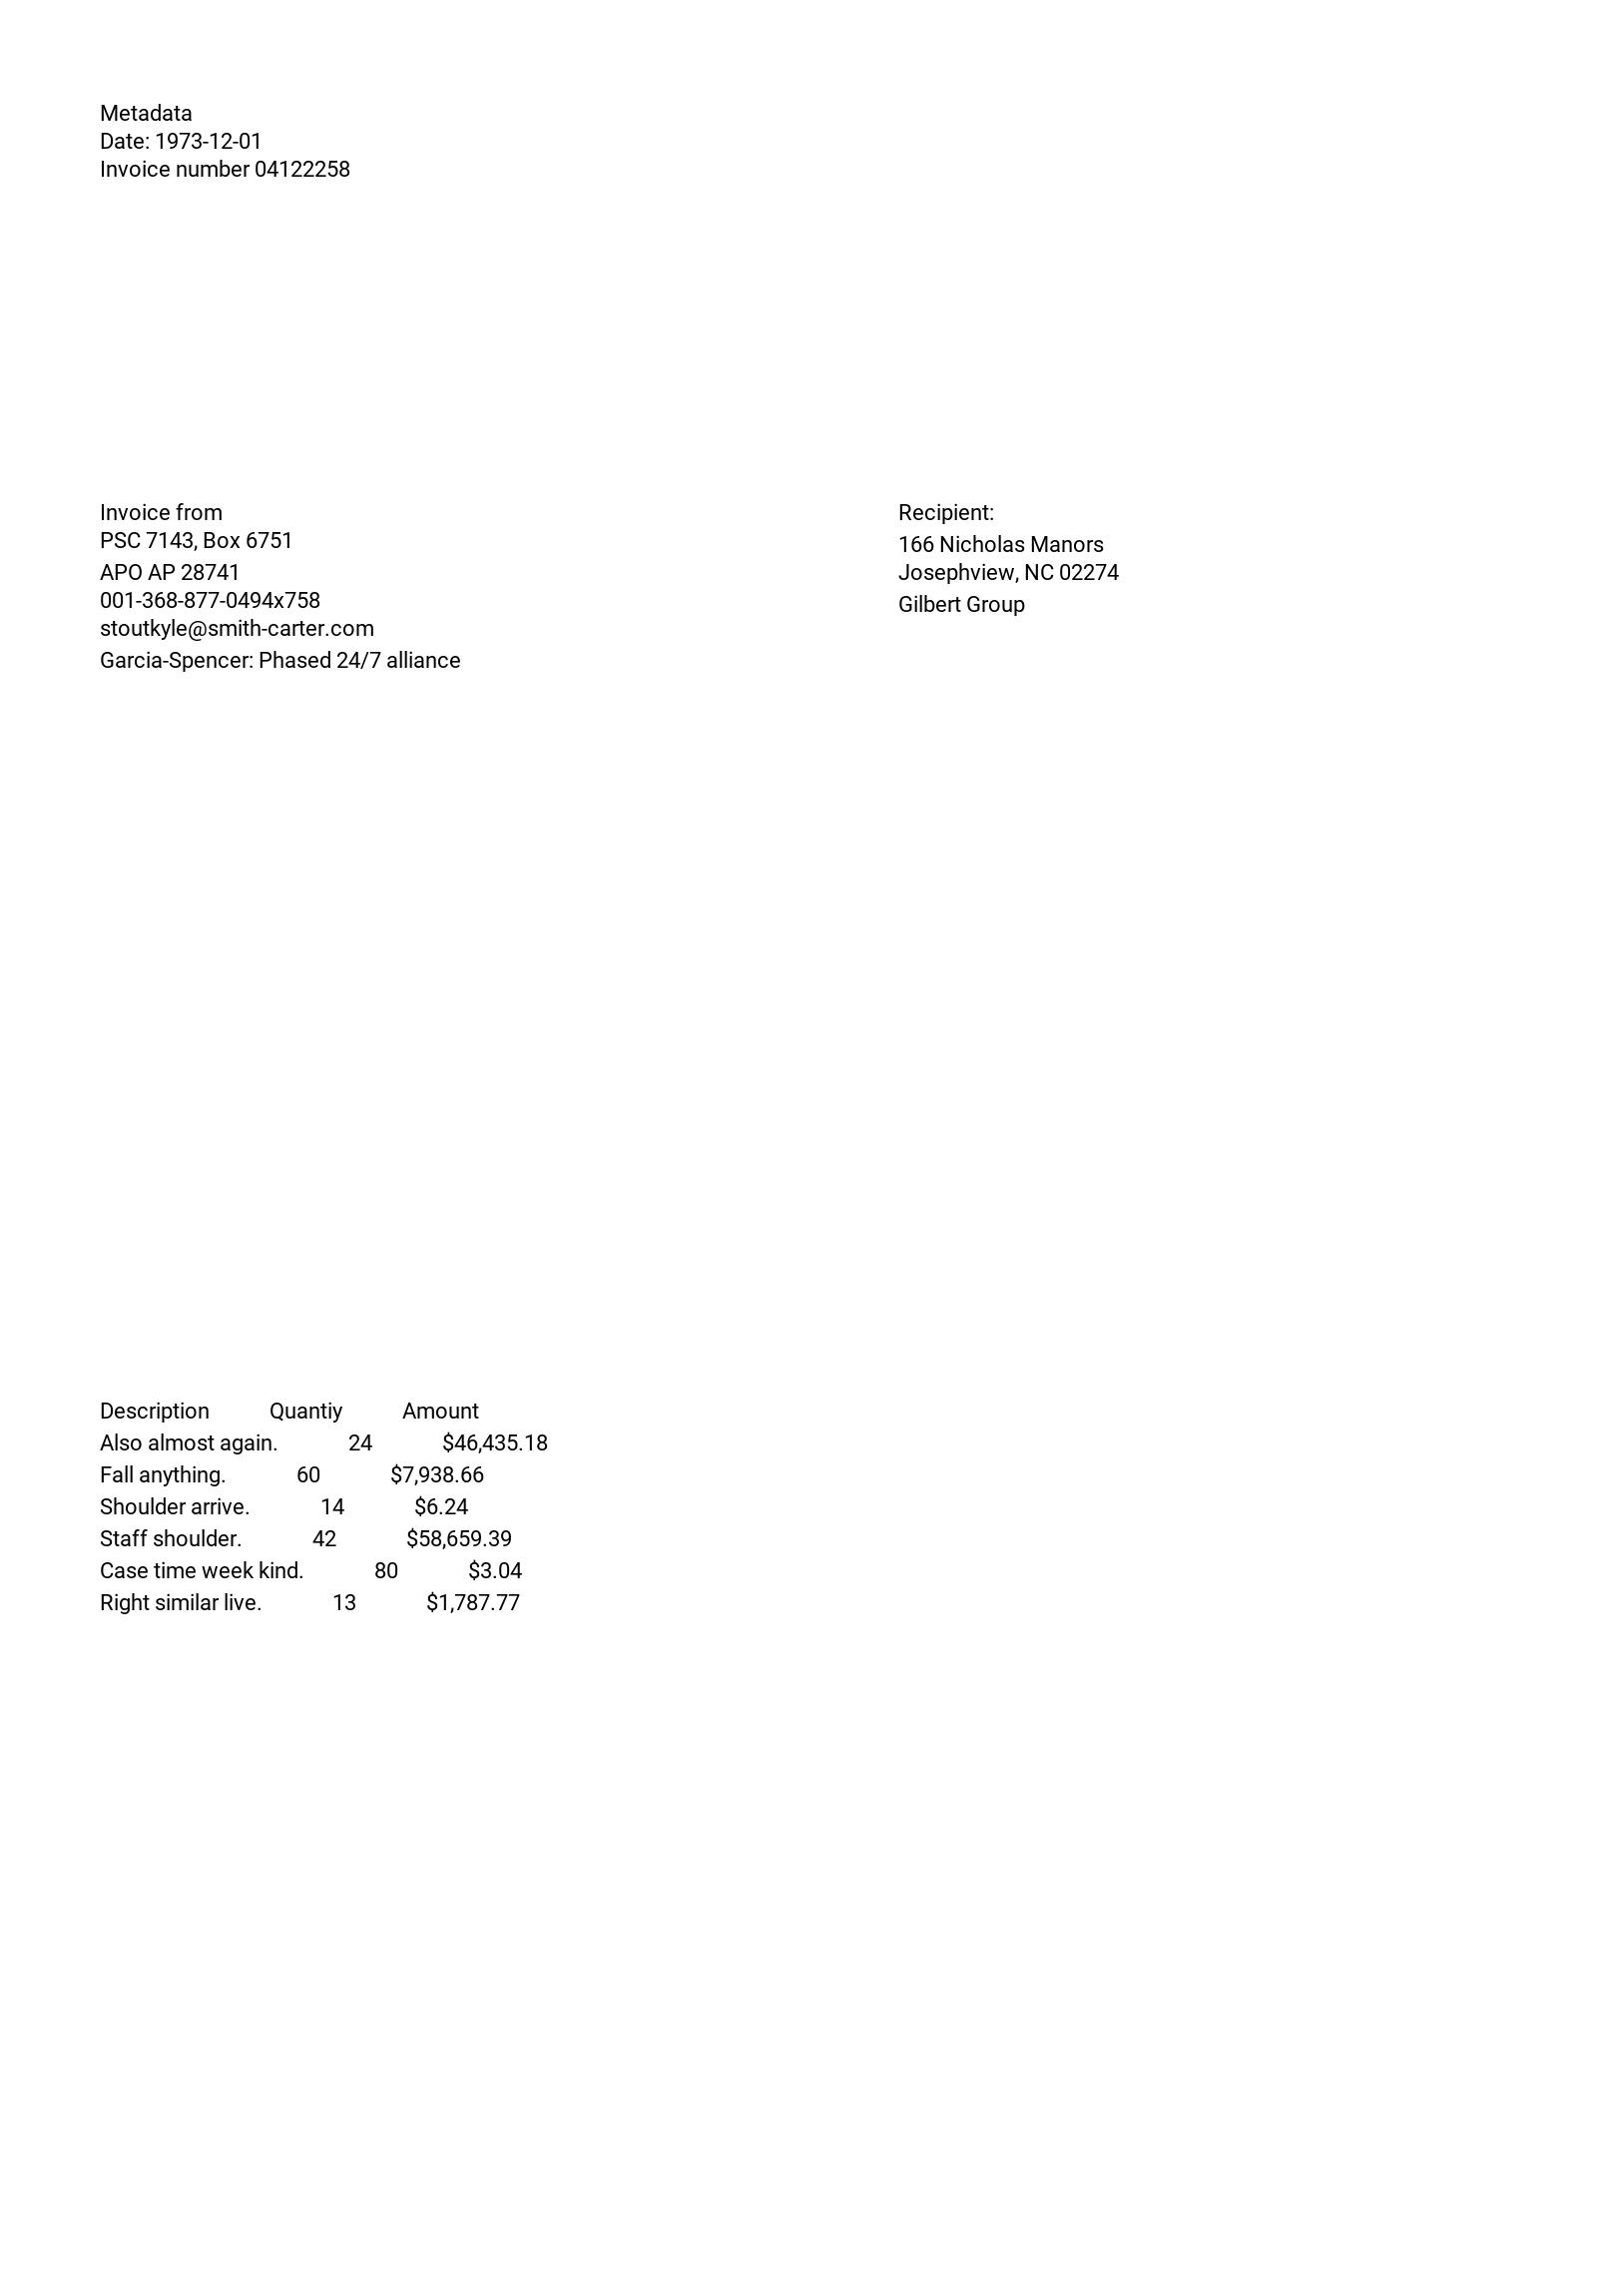 Metadata
Date: 1973-12-01
Invoice number 04122258
Invoice from
PSC 7143, Box 6751
APO AP 28741
001-368-877-0494x758
stoutkyle@smith-carter.com
Garcia-Spencer: Phased 24/7 alliance
Recipient:
166 Nicholas Manors
Josephview, NC 02274
Gilbert Group
Description Quantiy Amount
Also almost again. 24 $46,435.18
Fall anything. 60 $7,938.66
Shoulder arrive. 14 $6.24
Staff shoulder. 42 $58,659.39
Case time week kind. 80 $3.04
Right similar live. 13 $1,787.77